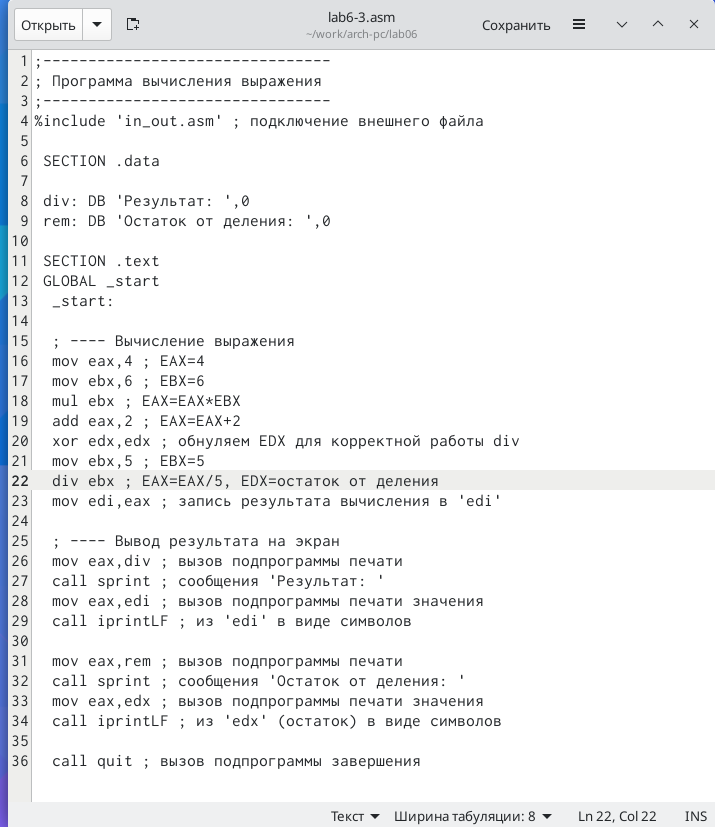 Открыть
lab6-3.asm
~/work/arch-pc/lab06
Сохранить
1 ;--------------------------------
2 ; Программа вычисления выражения
3 ;--------------------------------
4 %include 'in_out.asm' ; подключение внешнего файла
5
6 SECTION .data
7
8 div: DB 'Результат: ',0
9 rem: DB 'Остаток от деления: ',0
10
11 SECTION .text
12 GLOBAL _start
13 _start:
14
15 ; ---- Вычисление выражения
16 mov eax,4 ; EAX=4
17 mov ebx,6 ; EBX=6
18 mul ebx ; EAX=EAX*EBX
19 add eax,2 ; EAX=EAX+2
20 xor edx,edx ; обнуляем EDX для корректной работы div
21 mov ebx,5 ; EBX=5
22 div ebx ; EAX=EAX/5, EDX=остаток от деления
23 mov edi,eax ; запись результата вычисления в 'edi'
24
25 ; ---- Вывод результата на экран
26 mov eax,div ; вызов подпрограммы печати
27 call sprint ; сообщения 'Результат: '
28 mov eax,edi ; вызов подпрограммы печати значения
29 call iprintLF ; из 'edi' в виде символов
30
31 mov eax,rem ; вызов подпрограммы печати
32 call sprint ; сообщения 'Остаток от деления: '
33 mov eax,edx ; вызов подпрограммы печати значения
34 call iprintLF ; из 'edx' (остаток) в виде символов
35
36 call quit ; вызов подпрограммы завершения
Текст Ширина табуляции: 8 Ln 22, Col 22 INS